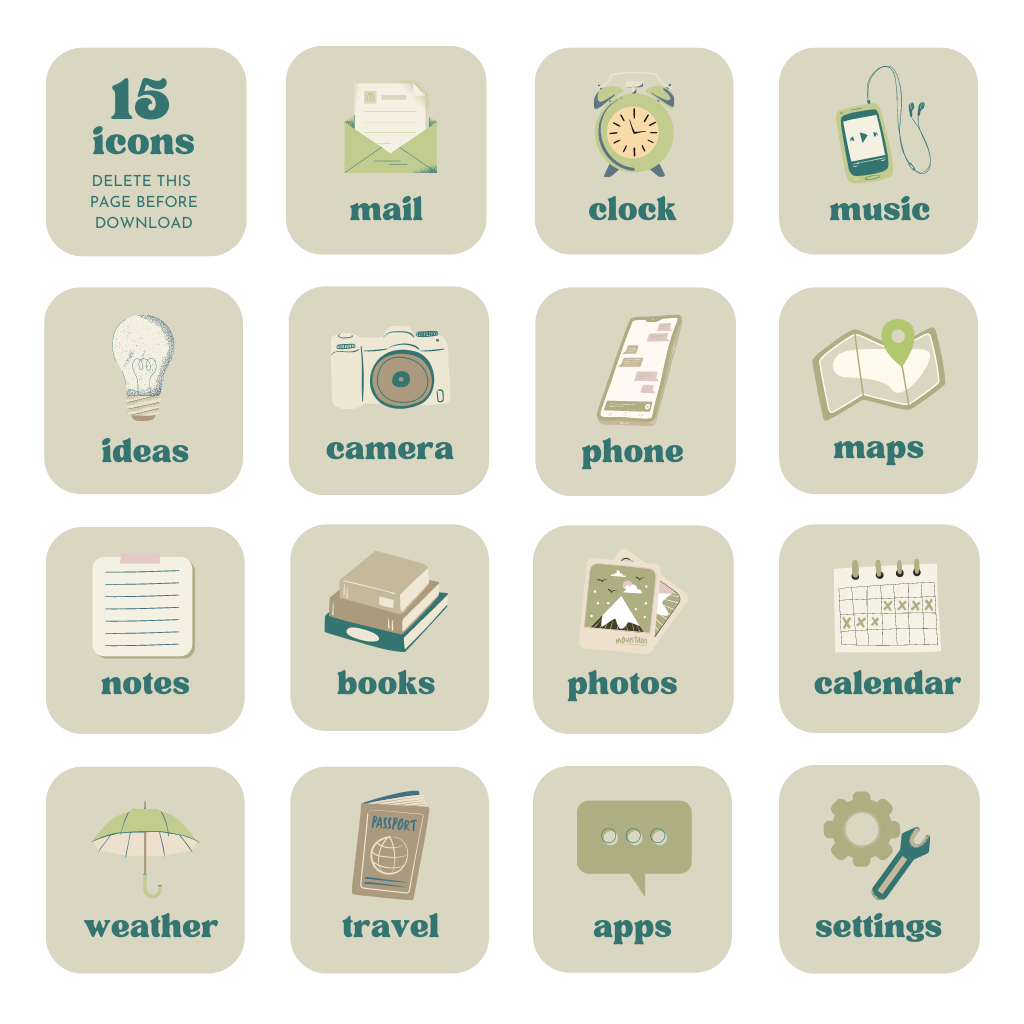 15
icons
DELETE THIS
PAGE BEFORE
DOWNLOAD
mail
clock
music
ideas
camera
phone
maps
notes
books
MOUNTAIN
photos
calendar
weather
PASSPORT
travel
apps
settings